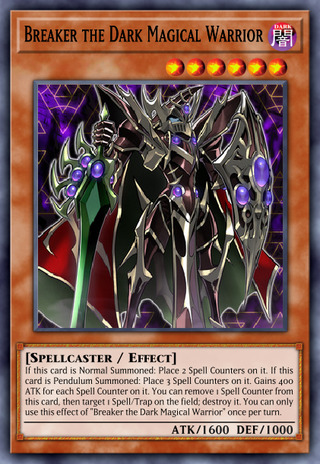 Breaker the Dark Magical Warrior
DARK
闇
[Spellcaster / Effect]
If this card is Normal Summoned: Place 2 Spell Counters on it. If this
card is Pendulum Summoned: Place 3 Spell Counters on it. Gains 400
ATK for each Spell Counter on it. You can remove 1 Spell Counter from
this card, then target 1 Spell/Trap on the field; destroy it. You can only
use this effect of "Breaker the Dark Magical Warrior" once per turn.
ATK/1600 DEF/1000